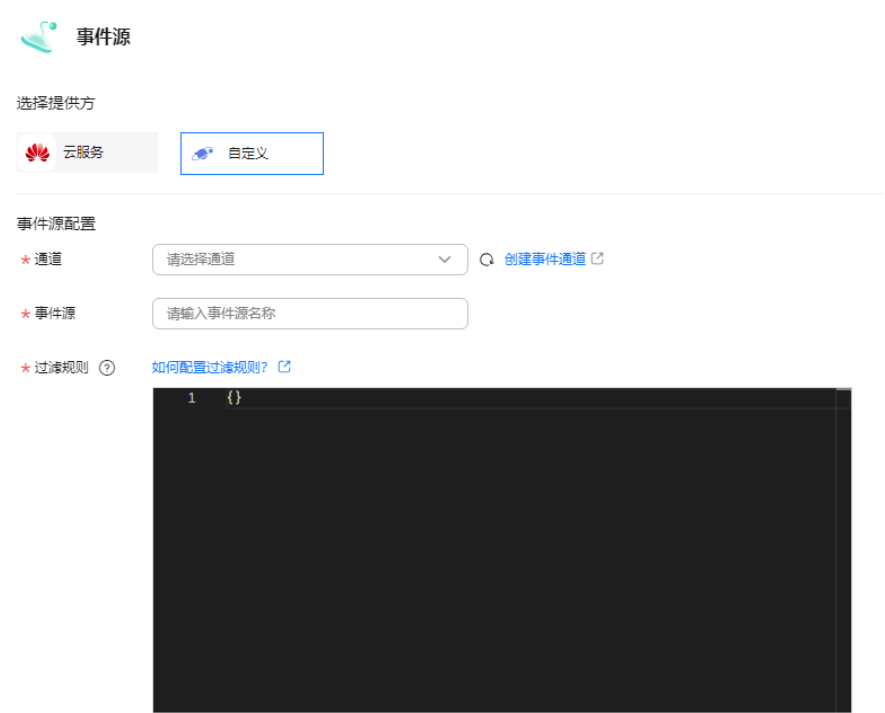 事件源
选择提供方
云服务
自定义
事件源配置
* 通道
请选择通道
创建事件通道
* 事件源
请输入事件源名称
* 过滤规则 ?
如何配置过滤规则?
1 {}